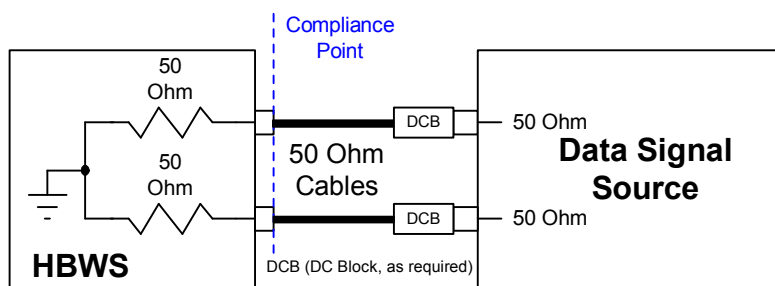 Compliance
Point
50
Ohm
DCB
50 Ohm
50
Ohm
50 Ohm
Cables
Data Signal
Source
DCB
50 Ohm
HBWS
DCB (DC Block, as required)